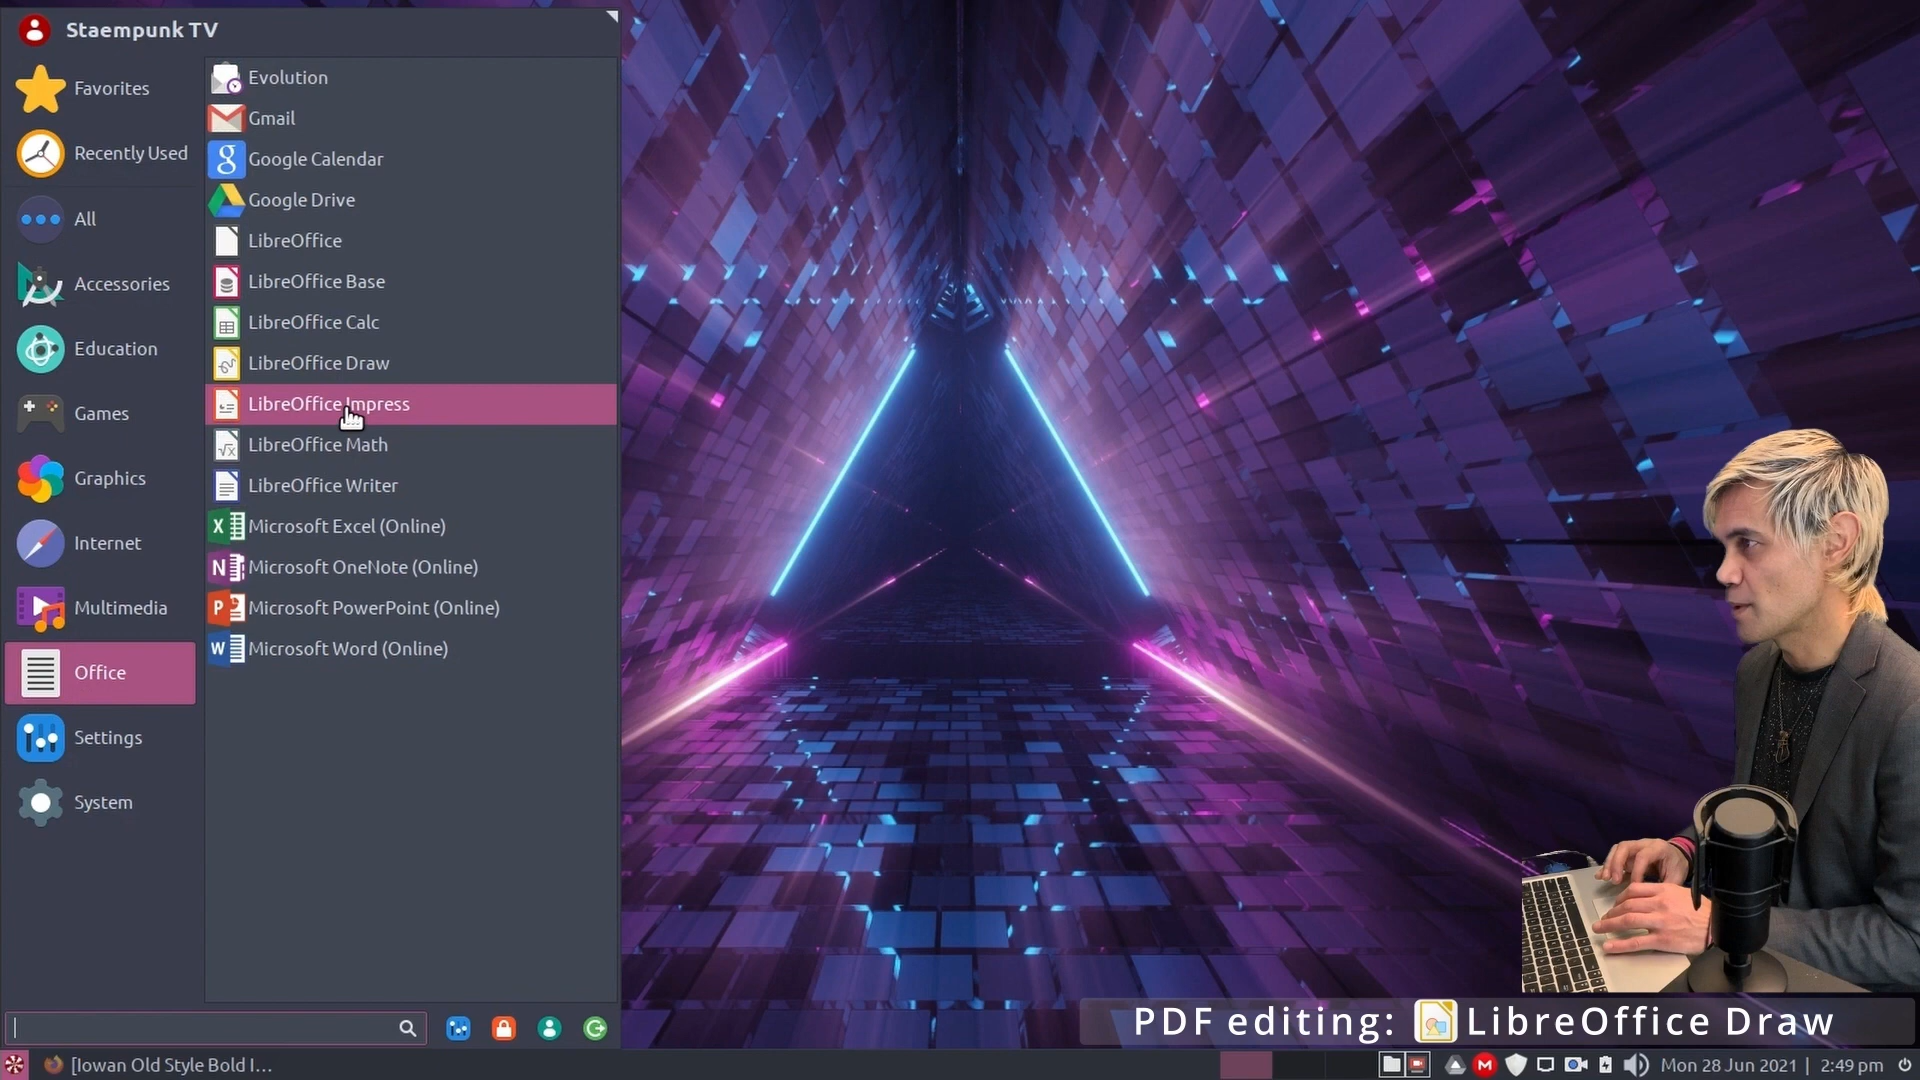 Staempunk TV
Favorites
Recently Used
All
Accessories
Education
Games
Graphics
Internet
Multimedia
Office
Settings
System
Evolution
Gmail
Google Calendar
Google Drive
LibreOffice
LibreOffice Base
LibreOffice Calc
LibreOffice Draw
LibreOffice Impress
LibreOffice Math
LibreOffice Writer
Microsoft Excel (Online)
Microsoft OneNote (Online)
Microsoft PowerPoint (Online)
Microsoft Word (Online)
PDF editing: LibreOffice Draw
[Iowan Old Style Bold I...
Mon 28 Jun 2021 | 2:49 pm